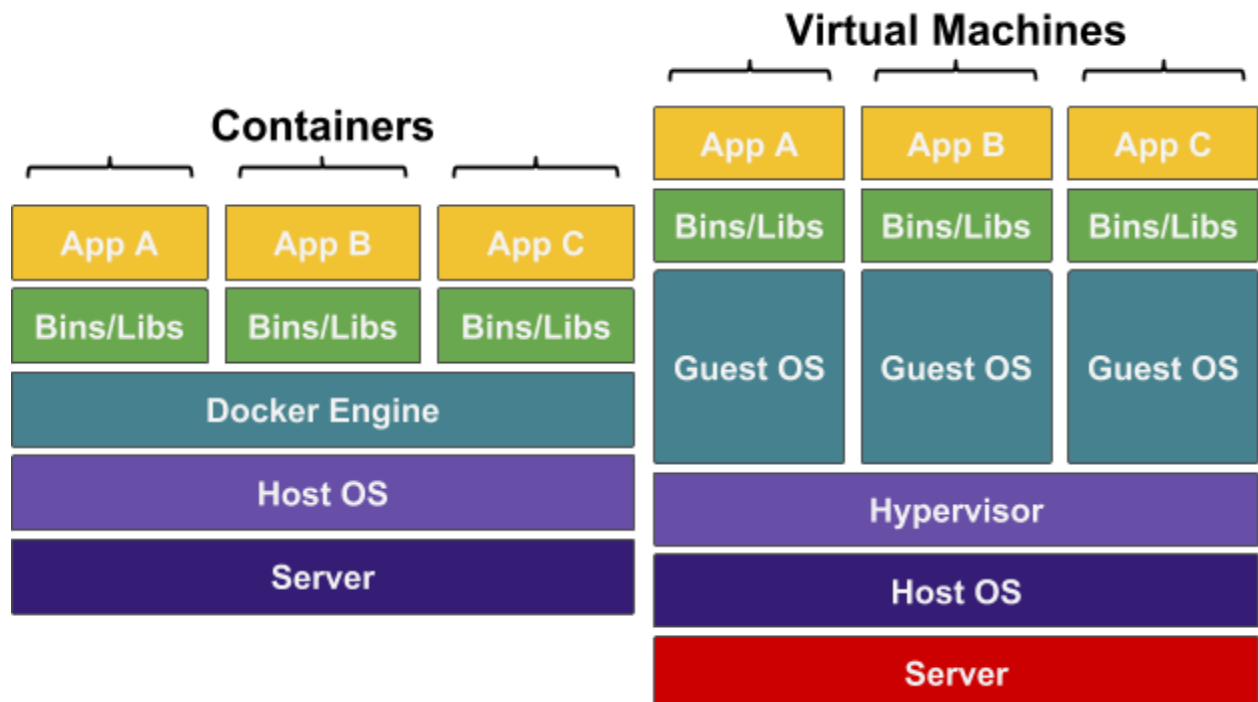 Containers
App A
App B
App C
Bins/Libs
Bins/Libs
Bins/Libs
Docker Engine
Host OS
Server
Virtual Machines
App A
App B
App C
Bins/Libs
Bins/Libs
Bins/Libs
Guest OS
Guest OS
Guest OS
Hypervisor
Host OS
Server